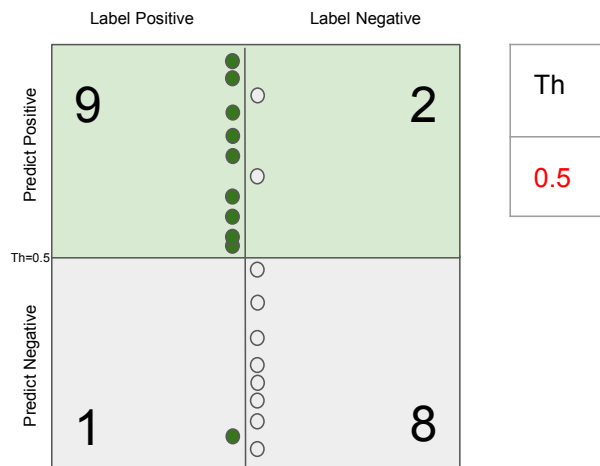 Label Positive
Label Negative
Predict Positive
9
2
Th
0.5
Th=0.5
Predict Negative
1
8